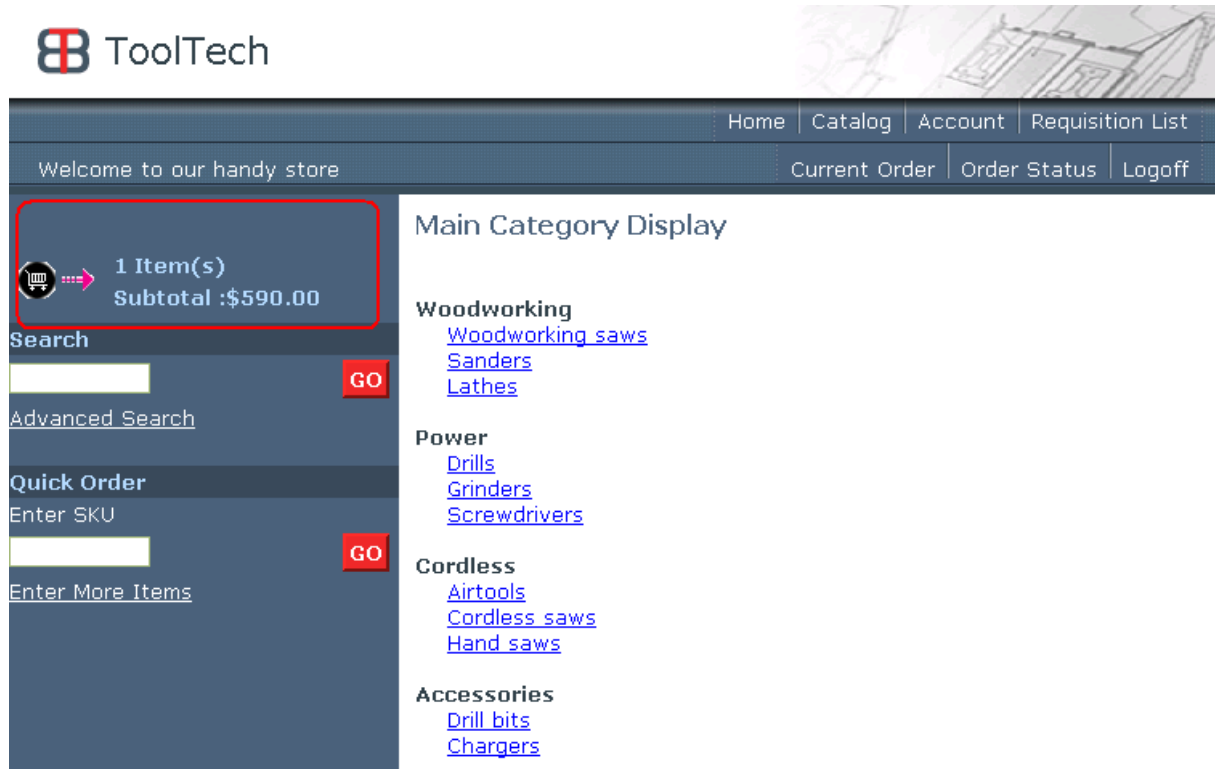 ToolTech
Home Catalog Account Requisition List
Welcome to our handy store
Current Order Order Status Logoff
1 Item(s)
Subtotal :$590.00
Search
GO
Advanced Search
Quick Order
Enter SKU
GO
Enter More Items
Main Category Display
Woodworking
Woodworking saws
Sanders
Lathes
Power
Drills
Grinders
Screwdrivers
Cordless
Airtools
Cordless saws
Hand saws
Accessories
Drill bits
Chargers